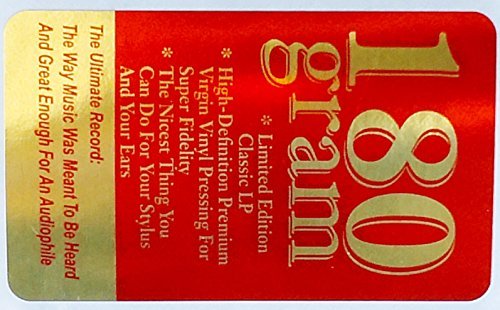 180
gram
* Limited Edition
Classic LP
* High-Definition Premium
Virgin Vinyl Pressing For
Super Fidelity
* The Nicest Thing You
Can Do For Your Stylus
And Your Ears
The Ultimate Record:
The Way Music Was Meant To Be Heard
And Great Enough For An Audiophile